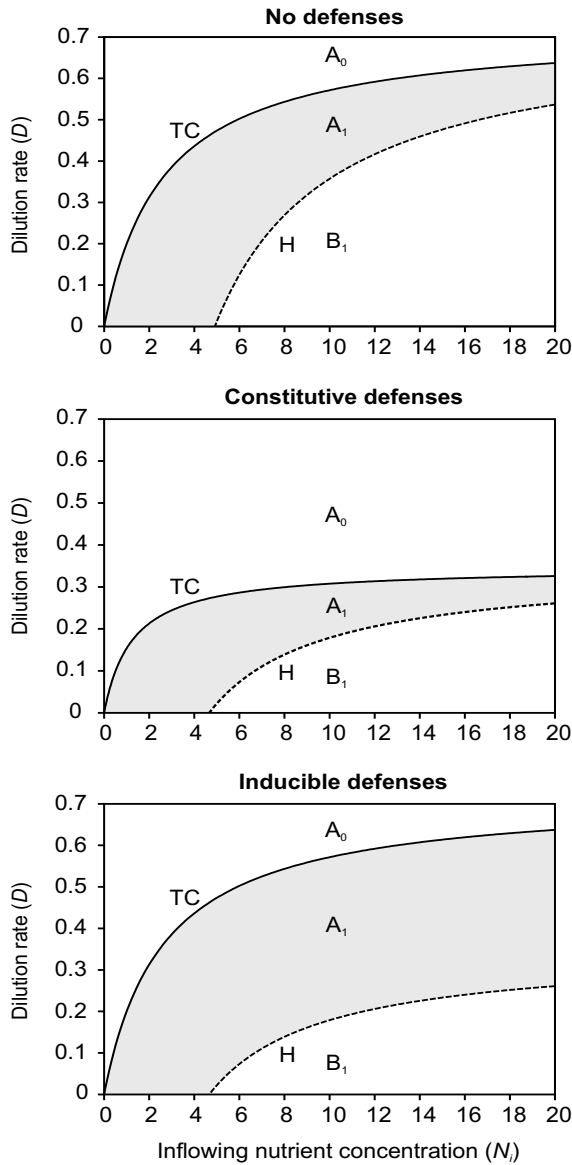 No defenses
0.7
0.6
0.5
0.4
0.3
0.2
0.1
0
Dilution rate (D)
A₀
TC
A₁
H
B₁
0 2 4 6 8 10 12 14 16 18 20
Constitutive defenses
0.7
0.6
0.5
0.4
0.3
0.2
0.1
0
Dilution rate (D)
A₀
TC
A₁
H
B₁
0 2 4 6 8 10 12 14 16 18 20
Inducible defenses
0.7
0.6
0.5
0.4
0.3
0.2
0.1
0
Dilution rate (D)
A₀
TC
A₁
H
B₁
0 2 4 6 8 10 12 14 16 18 20
Inflowing nutrient concentration (Nᵢ)